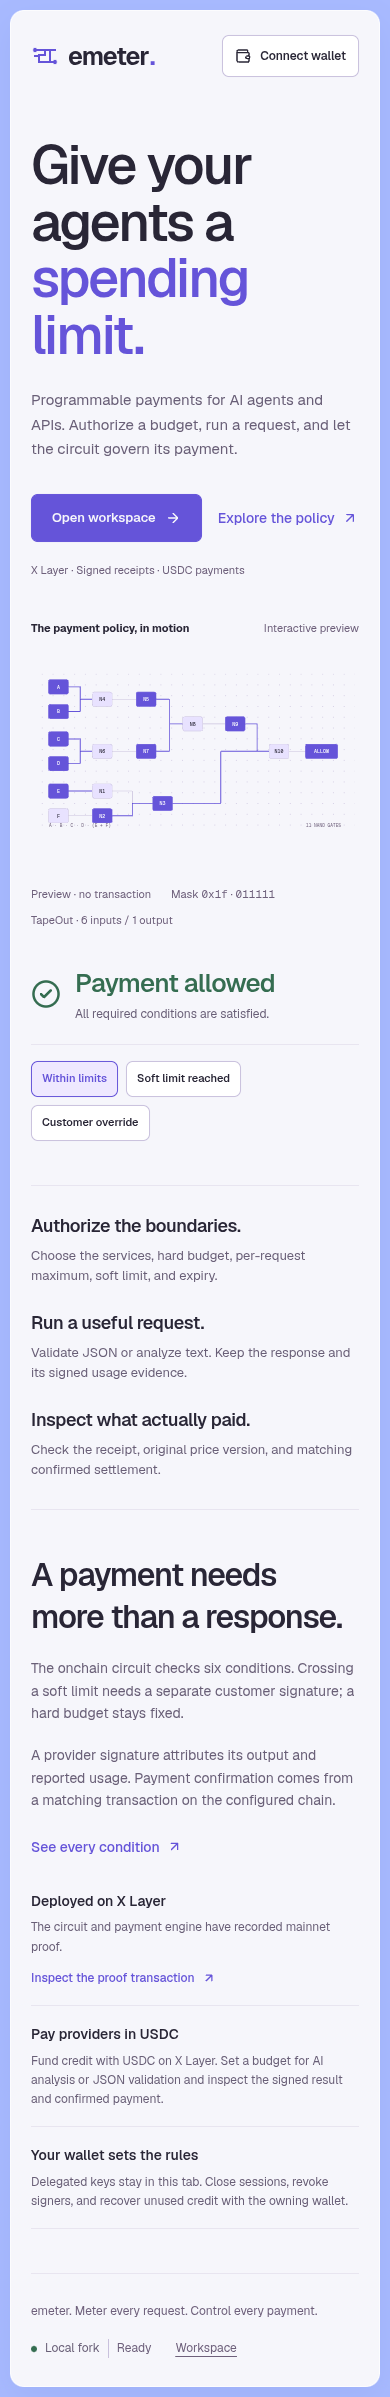 emeter.
Connect wallet
Give your
agents a
spending
limit.
Programmable payments for AI agents and
APIs. Authorize a budget, run a request, and let
the circuit govern its payment.
Open workspace →
Explore the policy ↗
X Layer · Signed receipts · USDC payments
The payment policy, in motion
Interactive preview
A
B
C
D
E
F
N4
N5
N6
N7
N1
N2
N3
N8
N9
N10
ALLOW
A · B · C · D · (E + F)
11 NAND GATES
Preview · no transaction
Mask 0x1f · 011111
TapeOut · 6 inputs / 1 output
Payment allowed
All required conditions are satisfied.
Within limits
Soft limit reached
Customer override
Authorize the boundaries.
Choose the services, hard budget, per-request
maximum, soft limit, and expiry.
Run a useful request.
Validate JSON or analyze text. Keep the response and
its signed usage evidence.
Inspect what actually paid.
Check the receipt, original price version, and matching
confirmed settlement.
A payment needs
more than a response.
The onchain circuit checks six conditions. Crossing
a soft limit needs a separate customer signature; a
hard budget stays fixed.
A provider signature attributes its output and
reported usage. Payment confirmation comes from
a matching transaction on the configured chain.
See every condition ↗
Deployed on X Layer
The circuit and payment engine have recorded mainnet
proof.
Inspect the proof transaction ↗
Pay providers in USDC
Fund credit with USDC on X Layer. Set a budget for AI
analysis or JSON validation and inspect the signed result
and confirmed payment.
Your wallet sets the rules
Delegated keys stay in this tab. Close sessions, revoke
signers, and recover unused credit with the owning wallet.
emeter. Meter every request. Control every payment.
Local fork
Ready
Workspace